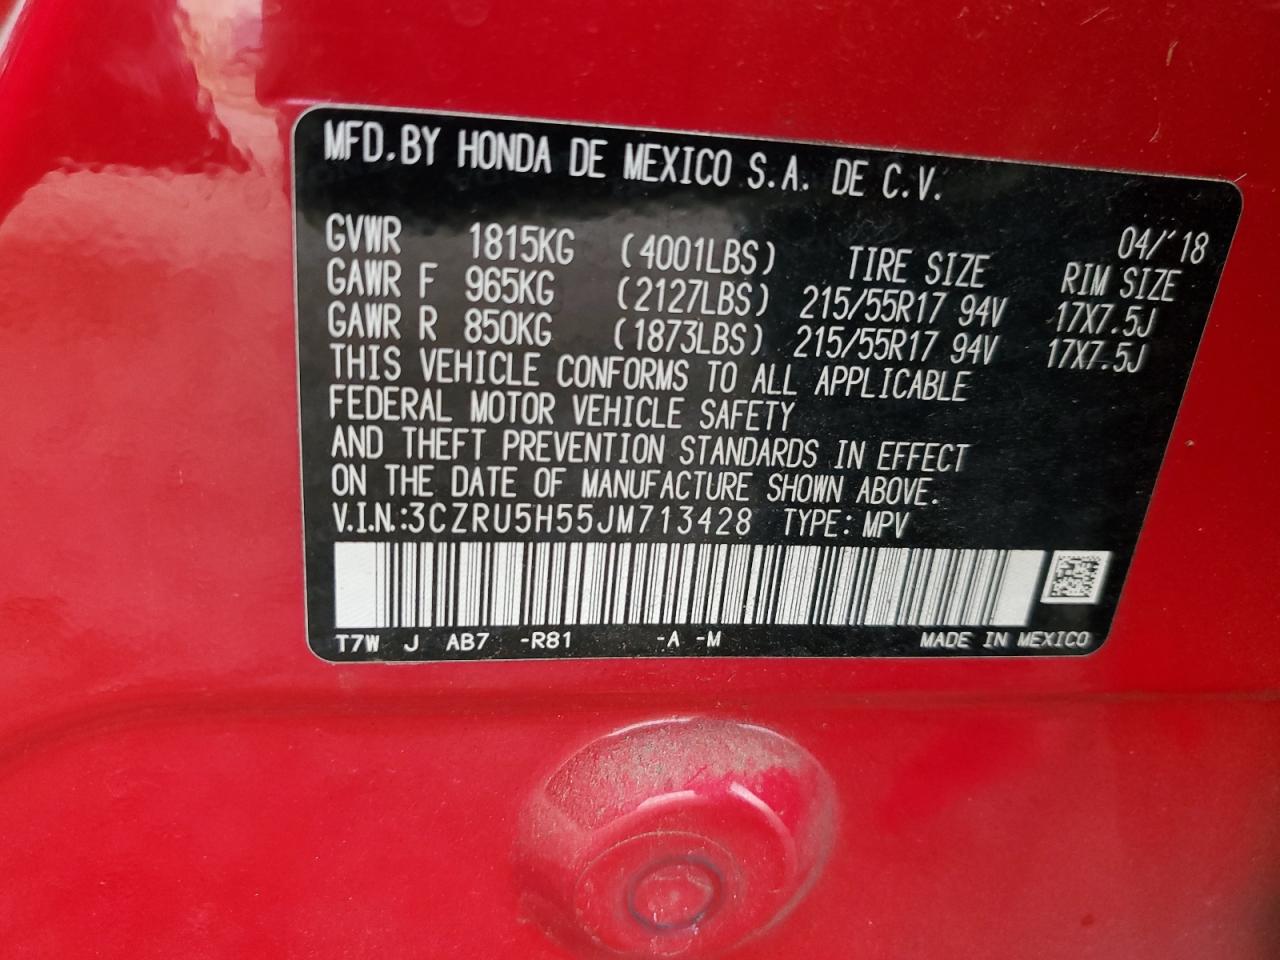 MFD.BY HONDA DE MEXICO S.A. DE C.V.
04/'18
GVWR 1815KG (4001LBS) TIRE SIZE RIM SIZE
GAWR F 965KG (2127LBS) 215/55R17 94V 17X7.5J
GAWR R 850KG (1873LBS) 215/55R17 94V 17X7.5J
THIS VEHICLE CONFORMS TO ALL APPLICABLE
FEDERAL MOTOR VEHICLE SAFETY
AND THEFT PREVENTION STANDARDS IN EFFECT
ON THE DATE OF MANUFACTURE SHOWN ABOVE.
V.I.N.:3CZRU5H55JM713428 TYPE: MPV
T7W J AB7 -R81 -A -M MADE IN MEXICO